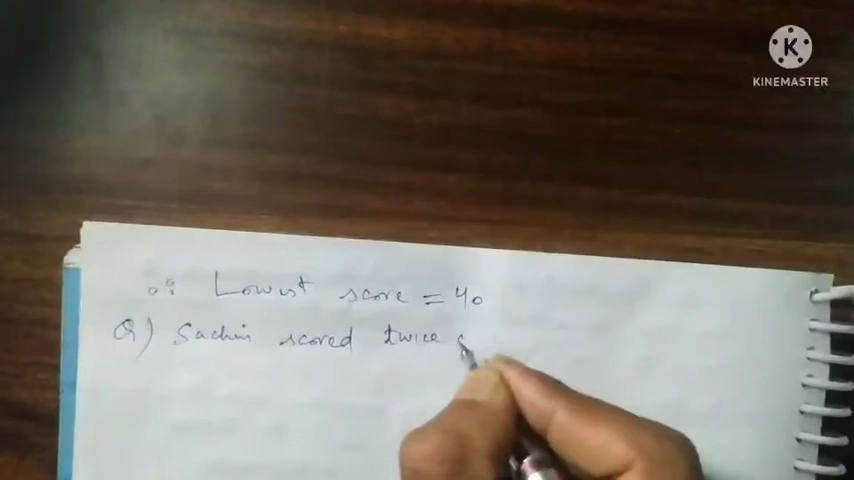 K
KINEMASTER
∴ Lowest score = 40
Q) Sachin scored twice